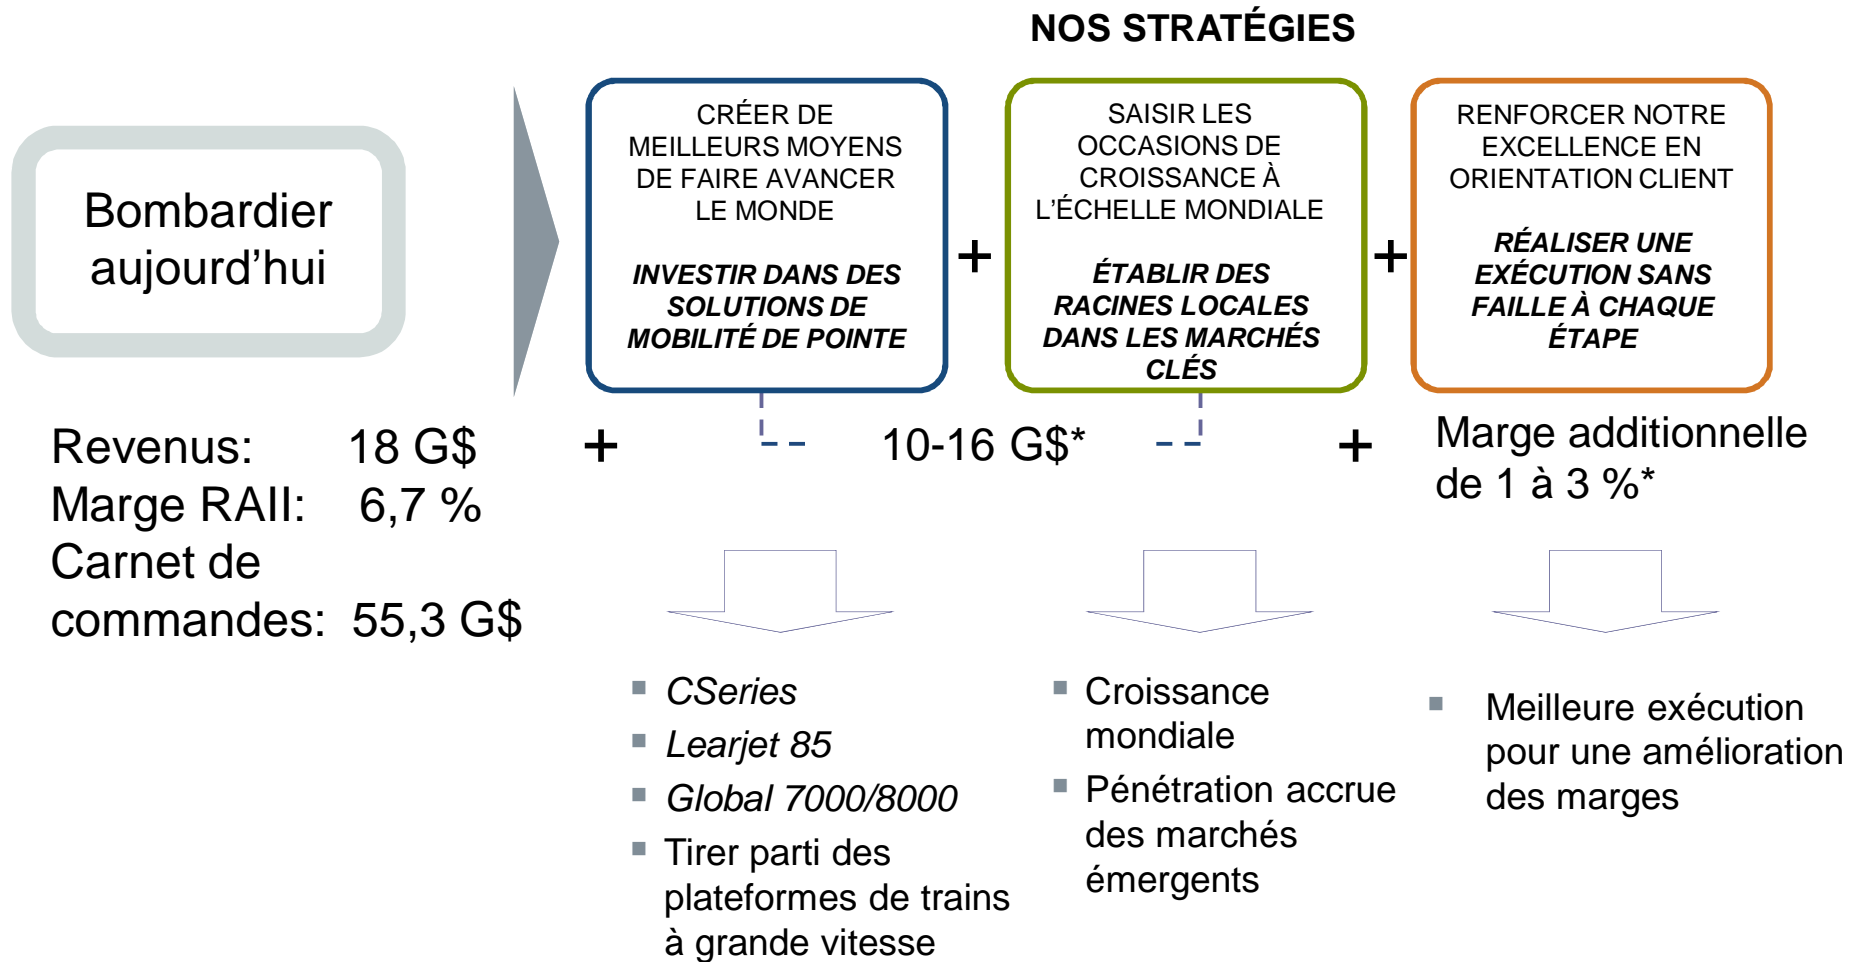 NOS STRATÉGIES
Bombardier
aujourd'hui
CRÉER DE
MEILLEURS MOYENS
DE FAIRE AVANCER
LE MONDE
INVESTIR DANS DES
SOLUTIONS DE
MOBILITÉ DE POINTE
+
SAISIR LES
OCCASIONS DE
CROISSANCE À
L'ÉCHELLE MONDIALE
ÉTABLIR DES
RACINES LOCALES
DANS LES MARCHÉS
CLÉS
+
RENFORCER NOTRE
EXCELLENCE EN
ORIENTATION CLIENT
RÉALISER UNE
EXÉCUTION SANS
FAILLE À CHAQUE
ÉTAPE
Revenus: 18 G$
Marge RAII: 6,7 %
Carnet de
commandes: 55,3 G$
+
10-16 G$*
+
Marge additionnelle
de 1 à 3 %*
▪ CSeries
▪ Learjet 85
▪ Global 7000/8000
▪ Tirer parti des
plateformes de trains
à grande vitesse
▪ Croissance
mondiale
▪ Pénétration accrue
des marchés
émergents
▪ Meilleure exécution
pour une amélioration
des marges